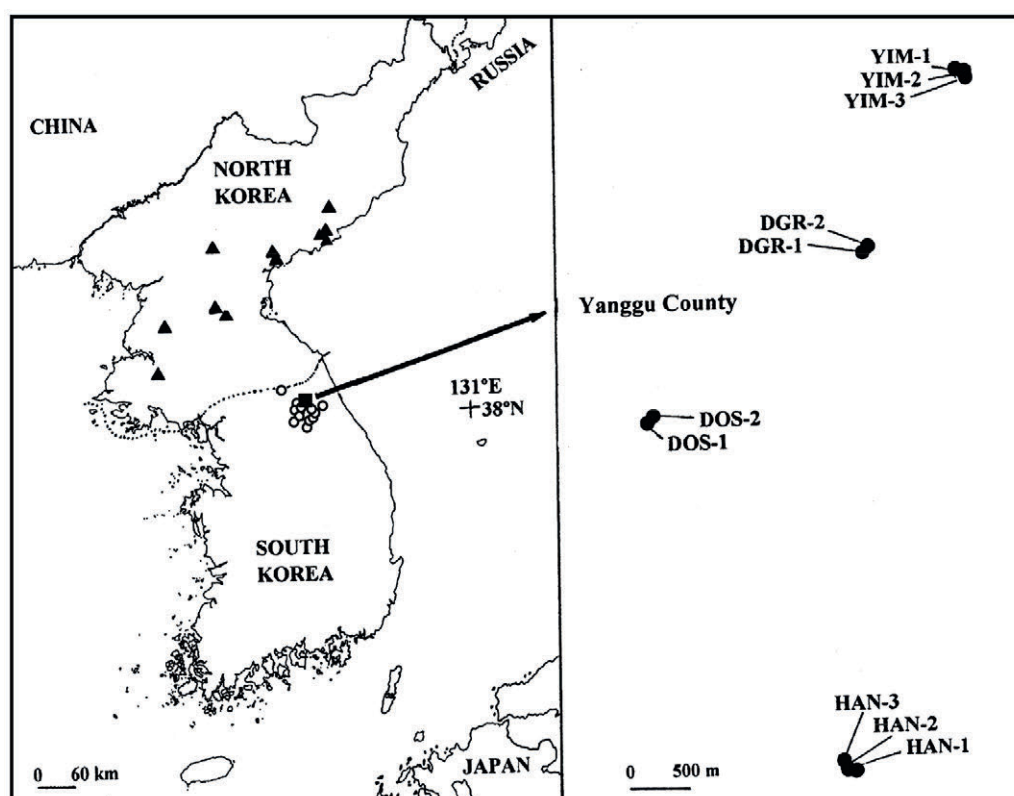 CHINA
RUSSIA
NORTH
KOREA
131°E
38°N
SOUTH
KOREA
JAPAN
0 60 km
YIM-1
YIM-2
YIM-3
DGR-2
DGR-1
Yanggu County
DOS-2
DOS-1
HAN-3
HAN-2
HAN-1
0 500 m